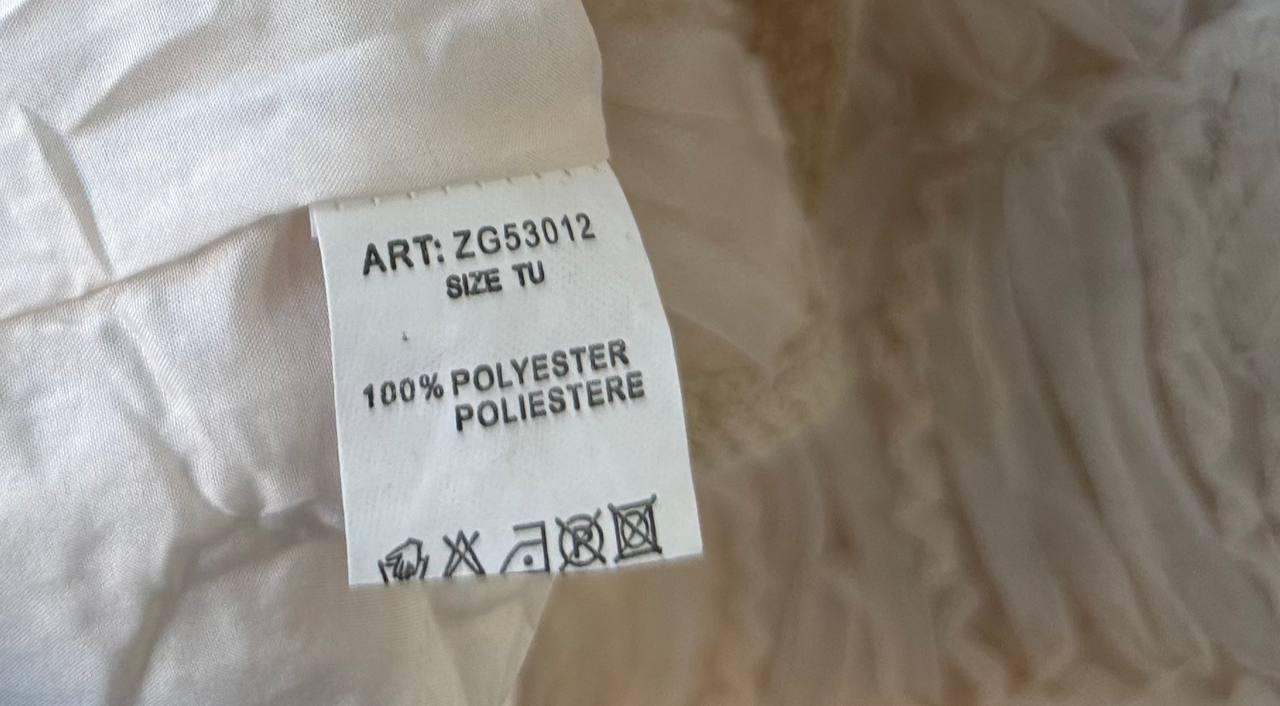 ART: ZG53012
SIZE TU
100% POLYESTER
POLIESTERE